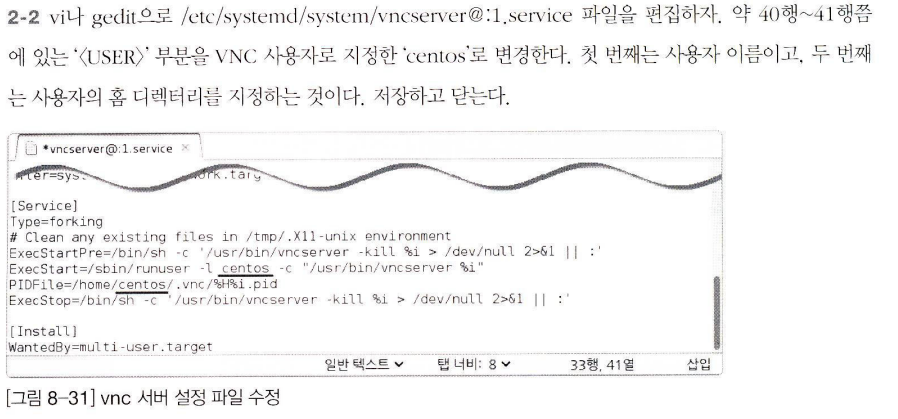 2-2 vi나 gedit으로 /etc/systemd/system/vncserver@:1.service 파일을 편집하자. 약 40행~41행쯤
에 있는 ‘〈USER〉’ 부분을 VNC 사용자로 지정한 ‘centos’로 변경한다. 첫 번째는 사용자 이름이고, 두 번째
는 사용자의 홈 디렉터리를 지정하는 것이다. 저장하고 닫는다.
*vncserver@:1.service ×
[Service]
Type=forking
# Clean any existing files in /tmp/.X11-unix environment
ExecStartPre=/bin/sh -c '/usr/bin/vncserver -kill %i > /dev/null 2>&1 || :'
ExecStart=/sbin/runuser -l centos -c "/usr/bin/vncserver %i"
PIDFile=/home/centos/.vnc/%H%i.pid
ExecStop=/bin/sh -c '/usr/bin/vncserver -kill %i > /dev/null 2>&1 || :'
[Install]
WantedBy=multi-user.target
일반 텍스트 탭 너비: 8 33행, 41열 삽입
[그림 8-31] vnc 서버 설정 파일 수정